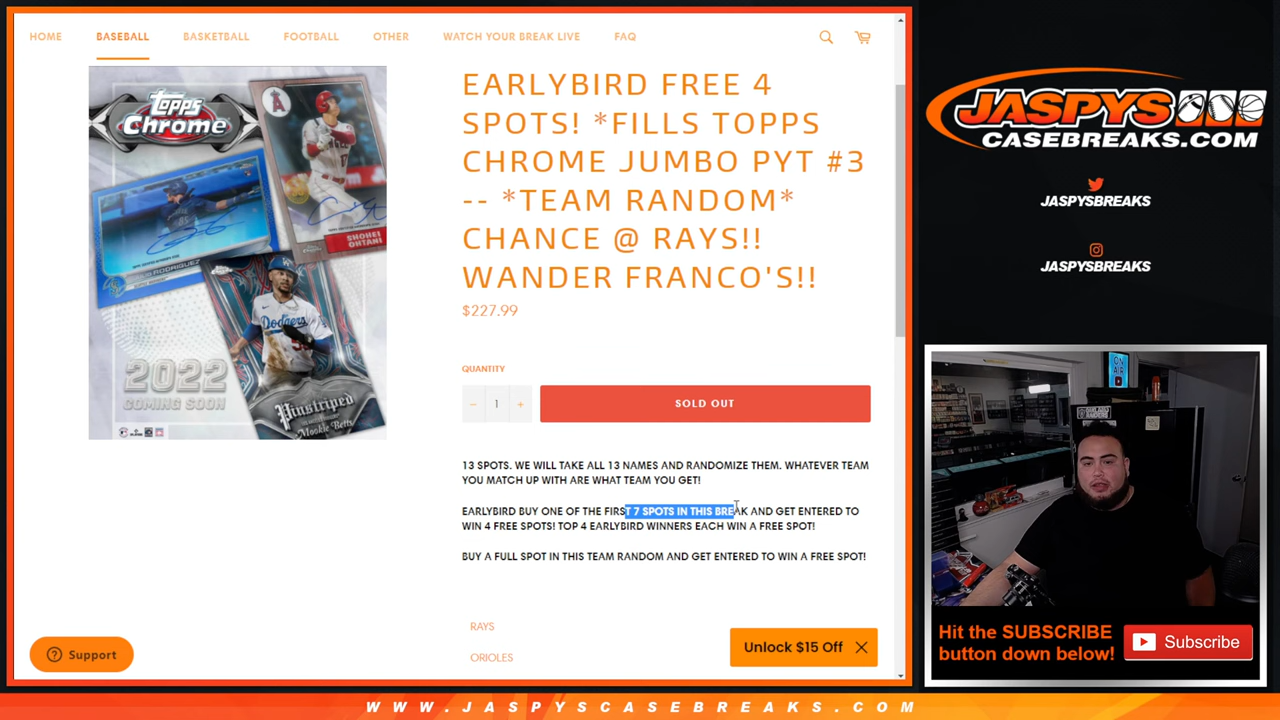 HOME BASEBALL BASKETBALL FOOTBALL OTHER WATCH YOUR BREAK LIVE FAQ
EARLYBIRD FREE 4
SPOTS! *FILLS TOPPS
CHROME JUMBO PYT #3
-- *TEAM RANDOM*
CHANCE @ RAYS!!
WANDER FRANCO'S!!
$227.99
QUANTITY
− 1 +
SOLD OUT
13 SPOTS. WE WILL TAKE ALL 13 NAMES AND RANDOMIZE THEM. WHATEVER TEAM
YOU MATCH UP WITH ARE WHAT TEAM YOU GET!
EARLYBIRD BUY ONE OF THE FIRST 7 SPOTS IN THIS BREAK AND GET ENTERED TO
WIN 4 FREE SPOTS! TOP 4 EARLYBIRD WINNERS EACH WIN A FREE SPOT!
BUY A FULL SPOT IN THIS TEAM RANDOM AND GET ENTERED TO WIN A FREE SPOT!
RAYS
ORIOLES
Support
Unlock $15 Off
topps
Chrome
SHOHEI
OHTANI
RODRIGUEZ
Dodgers
2022
COMING SOON
Pinstriped
Mookie Betts
JASPYS
CASEBREAKS.COM
JASPYSBREAKS
JASPYSBREAKS
ON
AIR
Hit the SUBSCRIBE
button down below!
Subscribe
WWW.JASPYSCASEBREAKS.COM